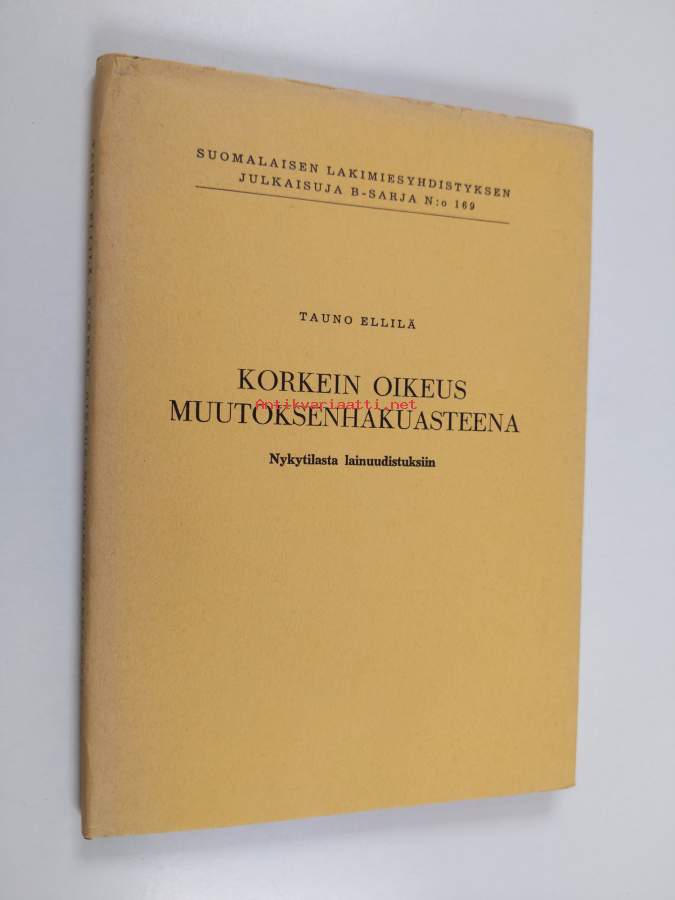 SUOMALAISEN LAKIMIESYHDISTYKSEN
JULKAISUJA B-SARJA N:o 169
TAUNO ELLILÄ
KORKEIN OIKEUS
Antikvariaatti.net
MUUTOKSENHAKUASTEENA
Nykytilasta lainuudistuksiin